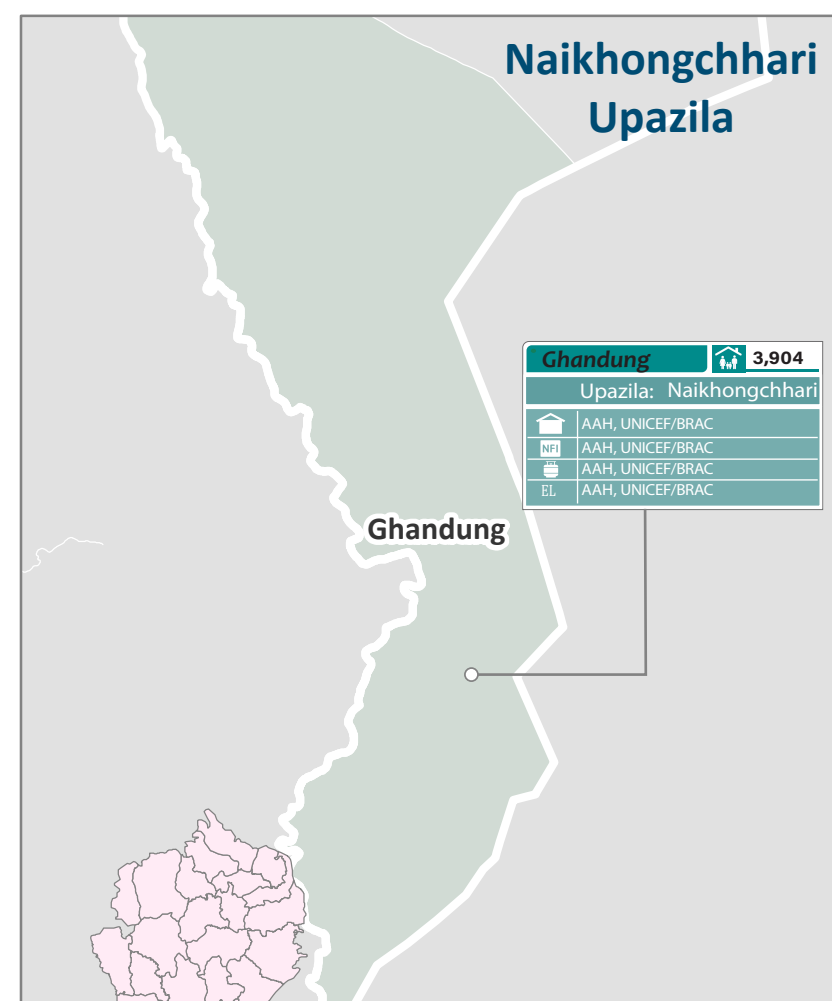 Naikhongchhari
Upazila
Ghandung 3,904
Upazila: Naikhongchhari
AAH, UNICEF/BRAC
NFI AAH, UNICEF/BRAC
AAH, UNICEF/BRAC
EL AAH, UNICEF/BRAC
Ghandung